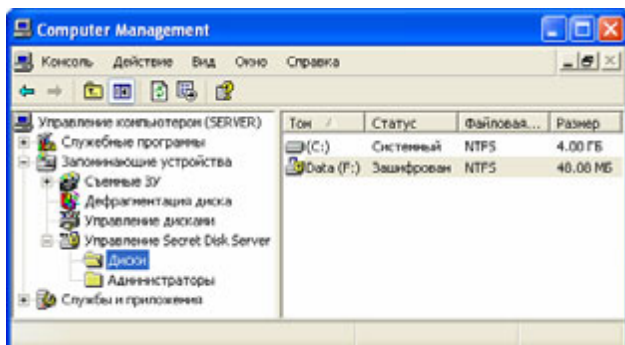 Computer Management
Консоль Действие Вид Окно Справка
Управление компьютером (SERVER)
Служебные программы
Запоминающие устройства
Съемные ЗУ
Дефрагментация диска
Управление дисками
Управление Secret Disk Server
Диски
Администраторы
Службы и приложения
Том Статус Файловая... Размер
(C:) Системный NTFS 4.00 ГБ
Data (F:) Зашифрован NTFS 40.00 МБ